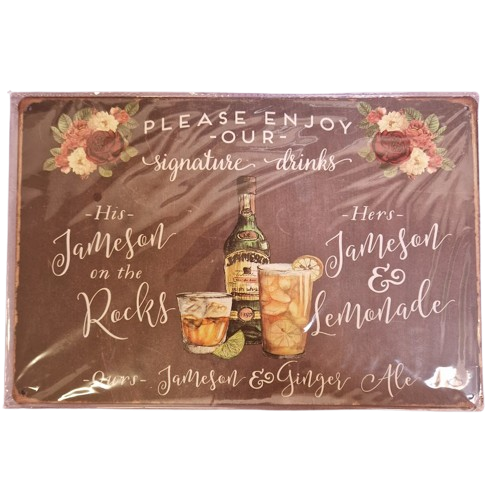 PLEASE ENJOY
-OUR-
signature drinks
-His-
Jameson
on the
Rocks
-Hers-
Jameson
&
Lemonade
-Ours- Jameson & Ginger Ale